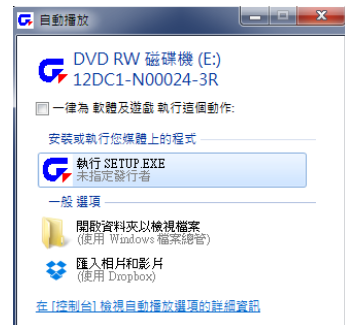 自動播放
DVD RW 磁碟機 (E:)
12DC1-N00024-3R
一律為 軟體及遊戲 執行這個動作:
安裝或執行您媒體上的程式
執行 SETUP.EXE
未指定發行者
一般 選項
開啟資料夾以檢視檔案
(使用 Windows 檔案總管)
匯入相片和影片
(使用 Dropbox)
在 [控制台] 檢視自動播放選項的詳細資訊